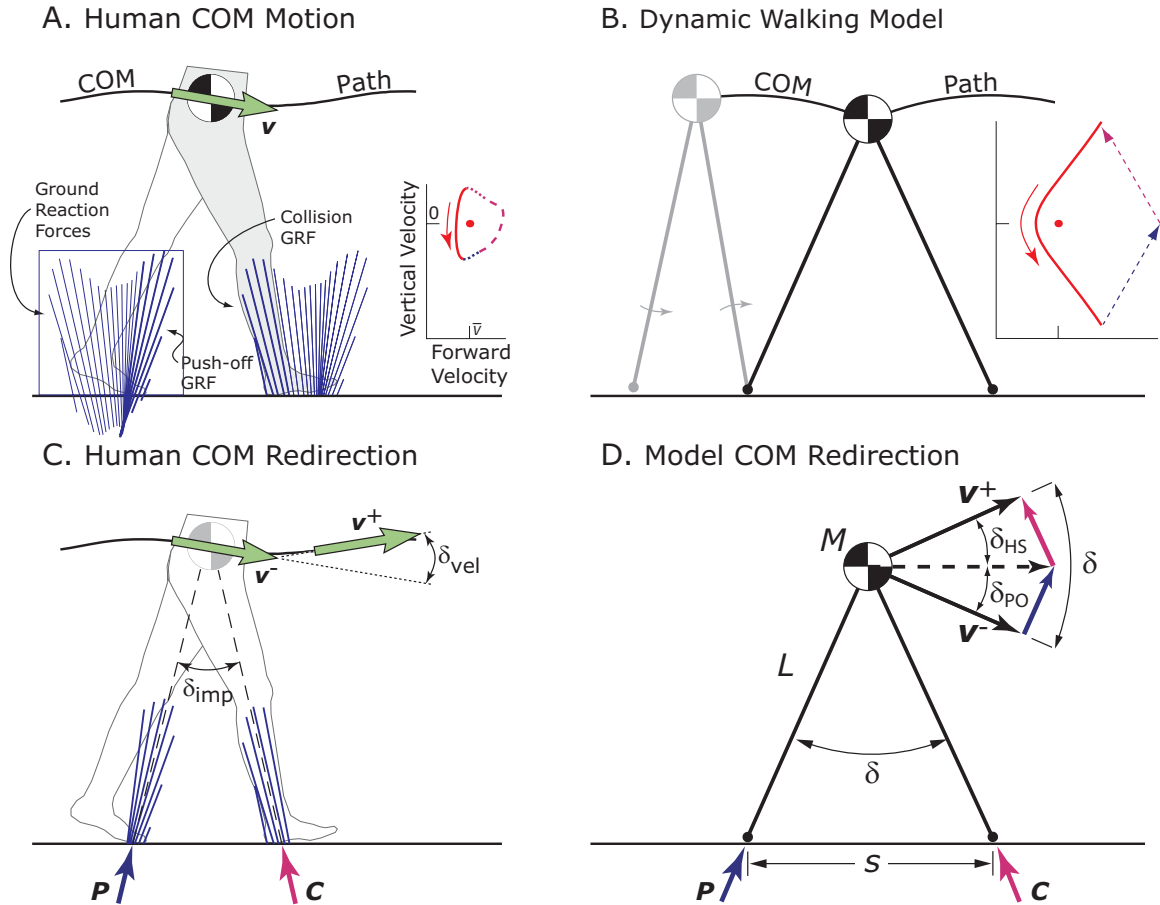 A. Human COM Motion
COM
Path
v
Ground
Reaction
Forces
Collision
GRF
Push-off
GRF
Vertical Velocity
0
v̅
Forward
Velocity
B. Dynamic Walking Model
COM
Path
C. Human COM Redirection
v⁺
v⁻
δvel
δimp
P
C
D. Model COM Redirection
v⁺
M
δHS
δ
δPO
v⁻
L
δ
s
P
C